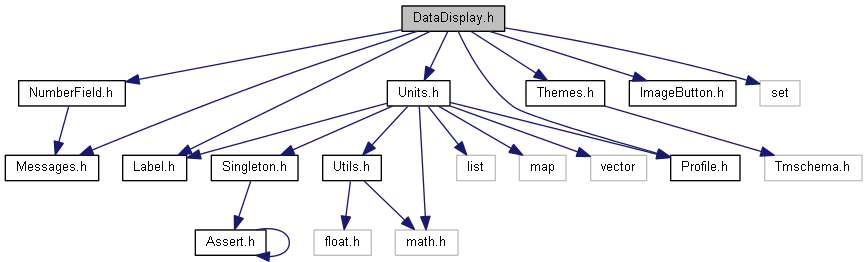 DataDisplay.h
NumberField.h
Units.h
Themes.h
ImageButton.h
set
Messages.h
Label.h
Singleton.h
Utils.h
list
map
vector
Profile.h
Tmschema.h
Assert.h
float.h
math.h